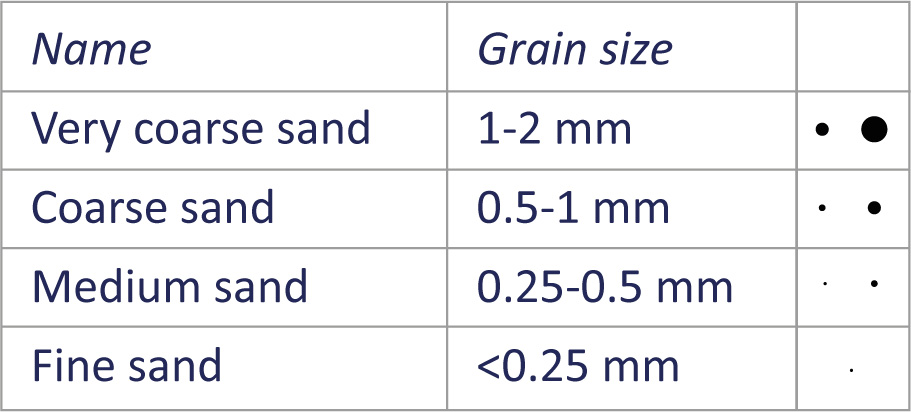 Name Grain size
Very coarse sand 1-2 mm
Coarse sand 0.5-1 mm
Medium sand 0.25-0.5 mm
Fine sand <0.25 mm